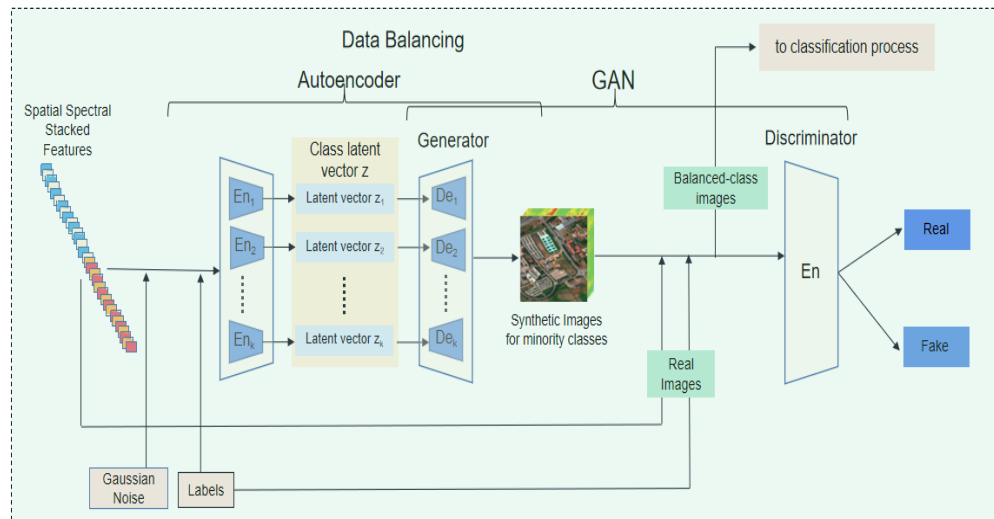 Data Balancing
to classification process
Autoencoder
GAN
Spatial Spectral
Stacked
Features
Class latent
vector z
Generator
Discriminator
Balanced-class
images
En₁
Latent vector z₁
De₁
En₂
Latent vector z₂
De₂
Real
En
Synthetic Images
for minority classes
Enₖ
Latent vector zₖ
Deₖ
Fake
Real
Images
Gaussian
Noise
Labels